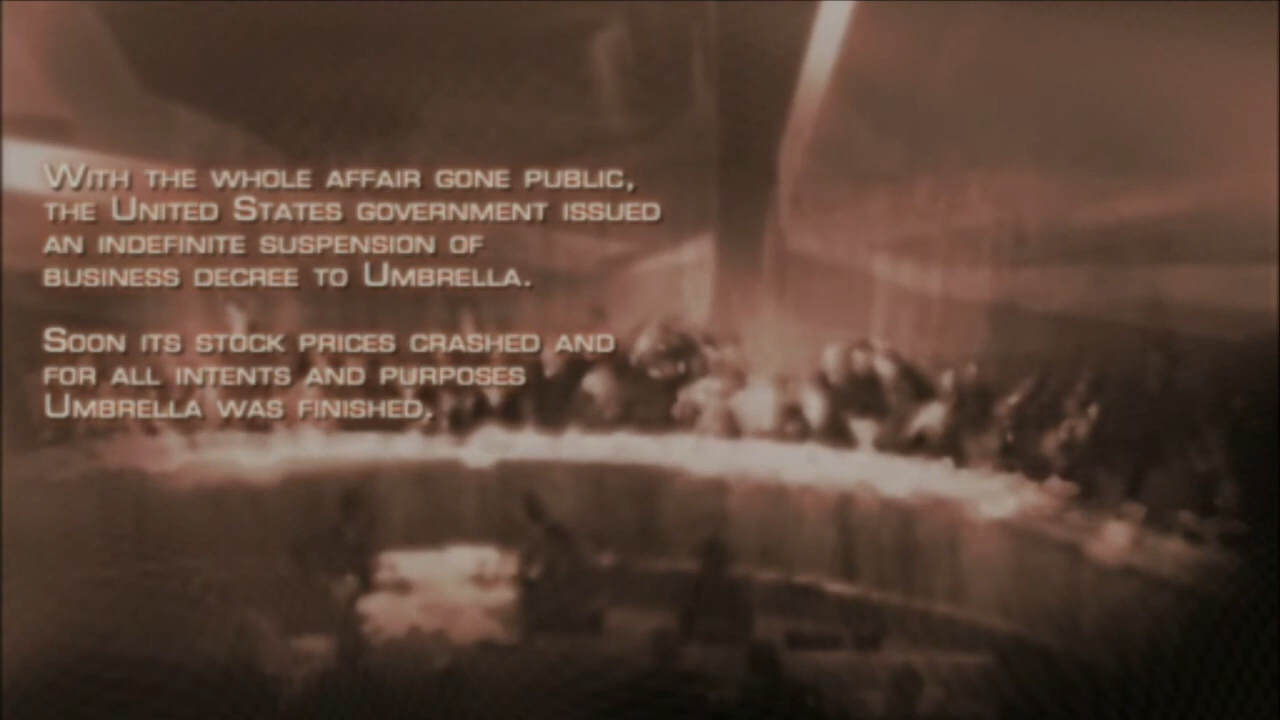 With the whole affair gone public,
the United States government issued
an indefinite suspension of
business decree to Umbrella.
Soon its stock prices crashed and
for all intents and purposes
Umbrella was finished.